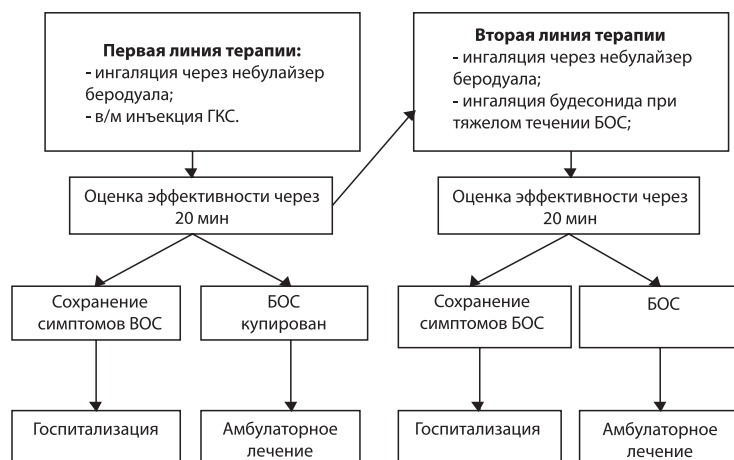 Первая линия терапии:
- ингаляция через небулайзер
беродуала;
- в/м инъекция ГКС.
Вторая линия терапии
- ингаляция через небулайзер
беродуала;
- ингаляция будесонида при
тяжелом течении БОС;
Оценка эффективности через
20 мин
Оценка эффективности через
20 мин
Сохранение
симптомов ВОС
БОС
купирован
Сохранение
симптомов БОС
БОС
Госпитализация
Амбулаторное
лечение
Госпитализация
Амбулаторное
лечение